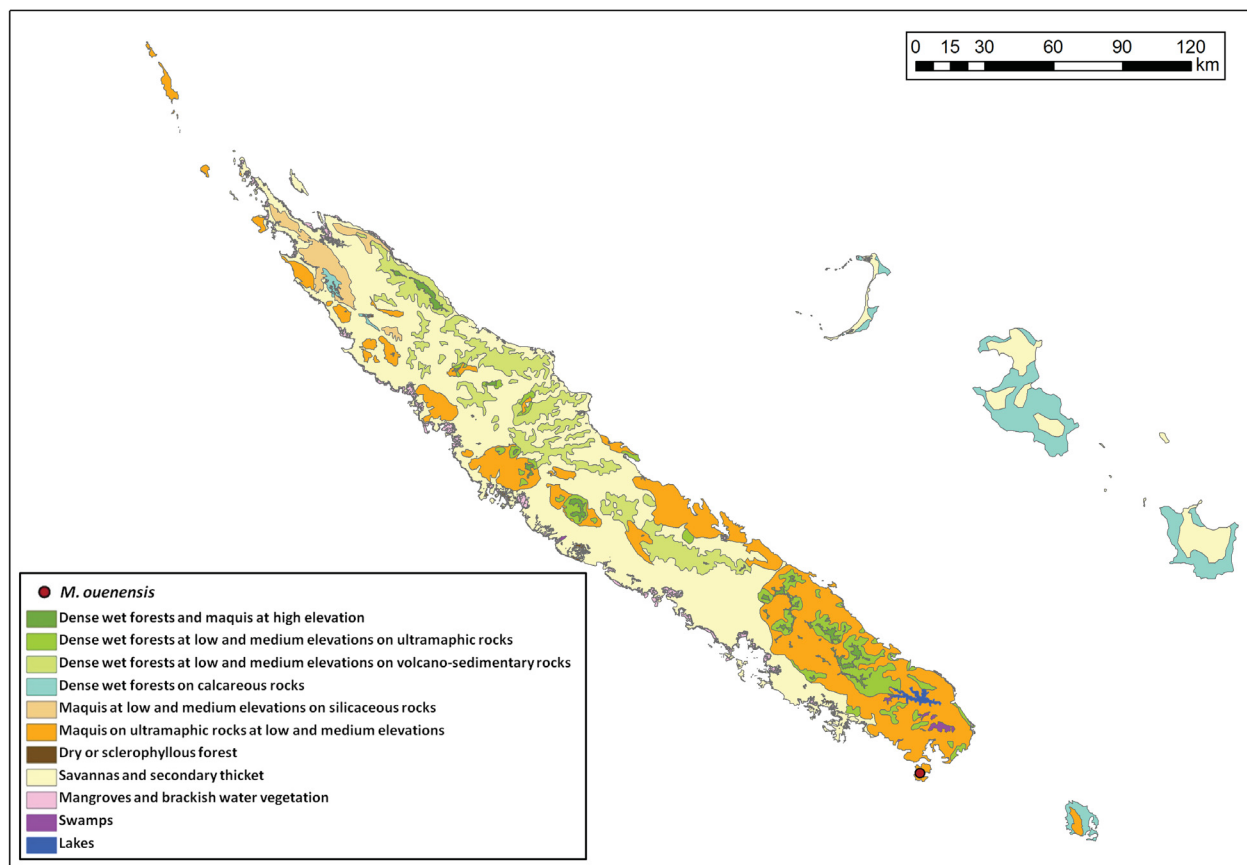 0 15 30 60 90 120
km
M. ouenensis
Dense wet forests and maquis at high elevation
Dense wet forests at low and medium elevations on ultramaphic rocks
Dense wet forests at low and medium elevations on volcano-sedimentary rocks
Dense wet forests on calcareous rocks
Maquis at low and medium elevations on silicaceous rocks
Maquis on ultramaphic rocks at low and medium elevations
Dry or sclerophyllous forest
Savannas and secondary thicket
Mangroves and brackish water vegetation
Swamps
Lakes